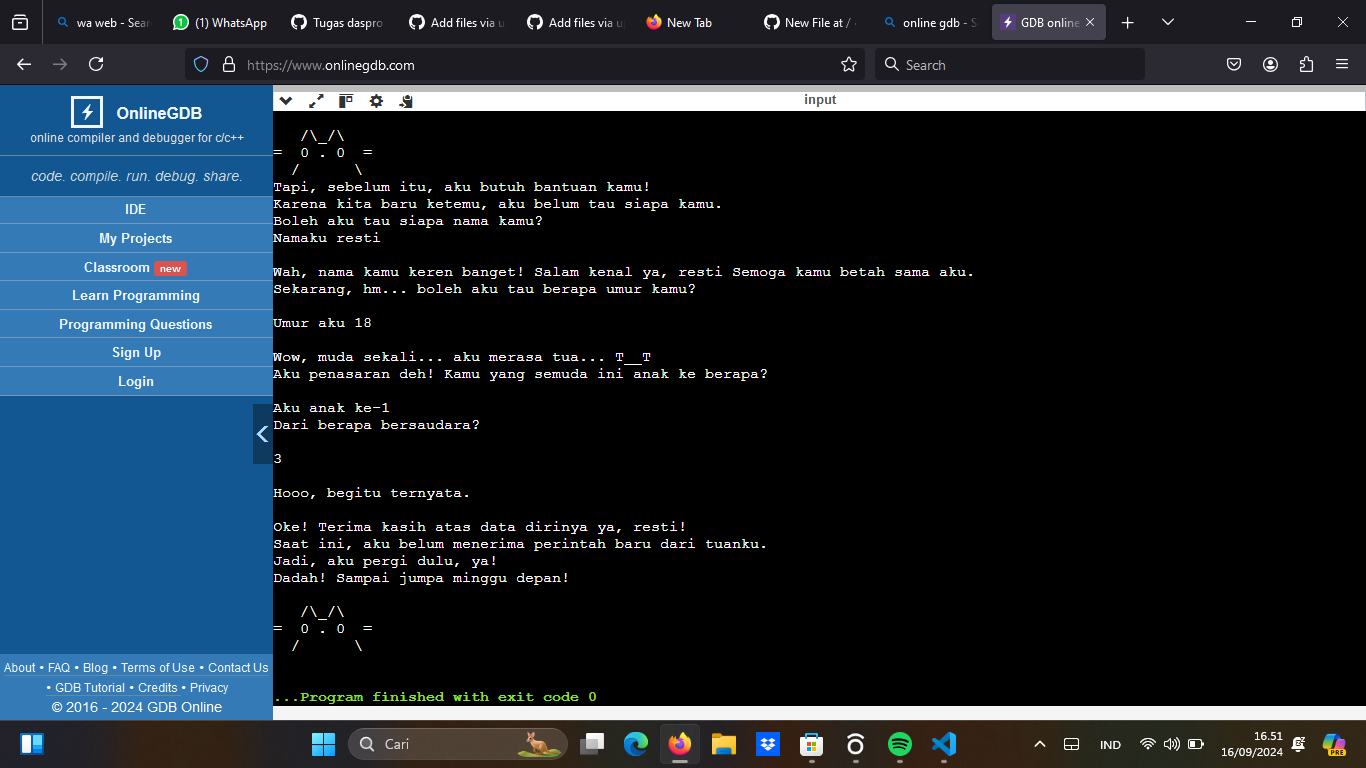 wa web - Sear
(1) WhatsApp
Tugas daspro
Add files via u
Add files via u
New Tab
New File at /
online gdb - S
GDB online
https://www.onlinegdb.com
Search
OnlineGDB
online compiler and debugger for c/c++
code. compile. run. debug. share.
IDE
My Projects
Classroom new
Learn Programming
Programming Questions
Sign Up
Login
About • FAQ • Blog • Terms of Use • Contact Us
• GDB Tutorial • Credits • Privacy
© 2016 - 2024 GDB Online
input
   /\_/\
=  0 . 0  =
  /      \
Tapi, sebelum itu, aku butuh bantuan kamu!
Karena kita baru ketemu, aku belum tau siapa kamu.
Boleh aku tau siapa nama kamu?
Namaku resti
Wah, nama kamu keren banget! Salam kenal ya, resti Semoga kamu betah sama aku.
Sekarang, hm... boleh aku tau berapa umur kamu?
Umur aku 18
Wow, muda sekali... aku merasa tua... T__T
Aku penasaran deh! Kamu yang semuda ini anak ke berapa?
Aku anak ke-1
Dari berapa bersaudara?
3
Hooo, begitu ternyata.
Oke! Terima kasih atas data dirinya ya, resti!
Saat ini, aku belum menerima perintah baru dari tuanku.
Jadi, aku pergi dulu, ya!
Dadah! Sampai jumpa minggu depan!
   /\_/\
=  0 . 0  =
  /      \
...Program finished with exit code 0
Cari
IND
16.51
16/09/2024
PRE